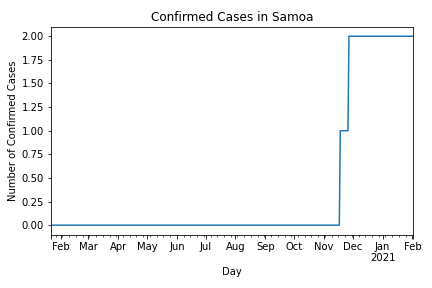 Confirmed Cases in Samoa
Number of Confirmed Cases
2.00
1.75
1.50
1.25
1.00
0.75
0.50
0.25
0.00
Feb Mar Apr May Jun Jul Aug Sep Oct Nov Dec Jan Feb
2021
Day